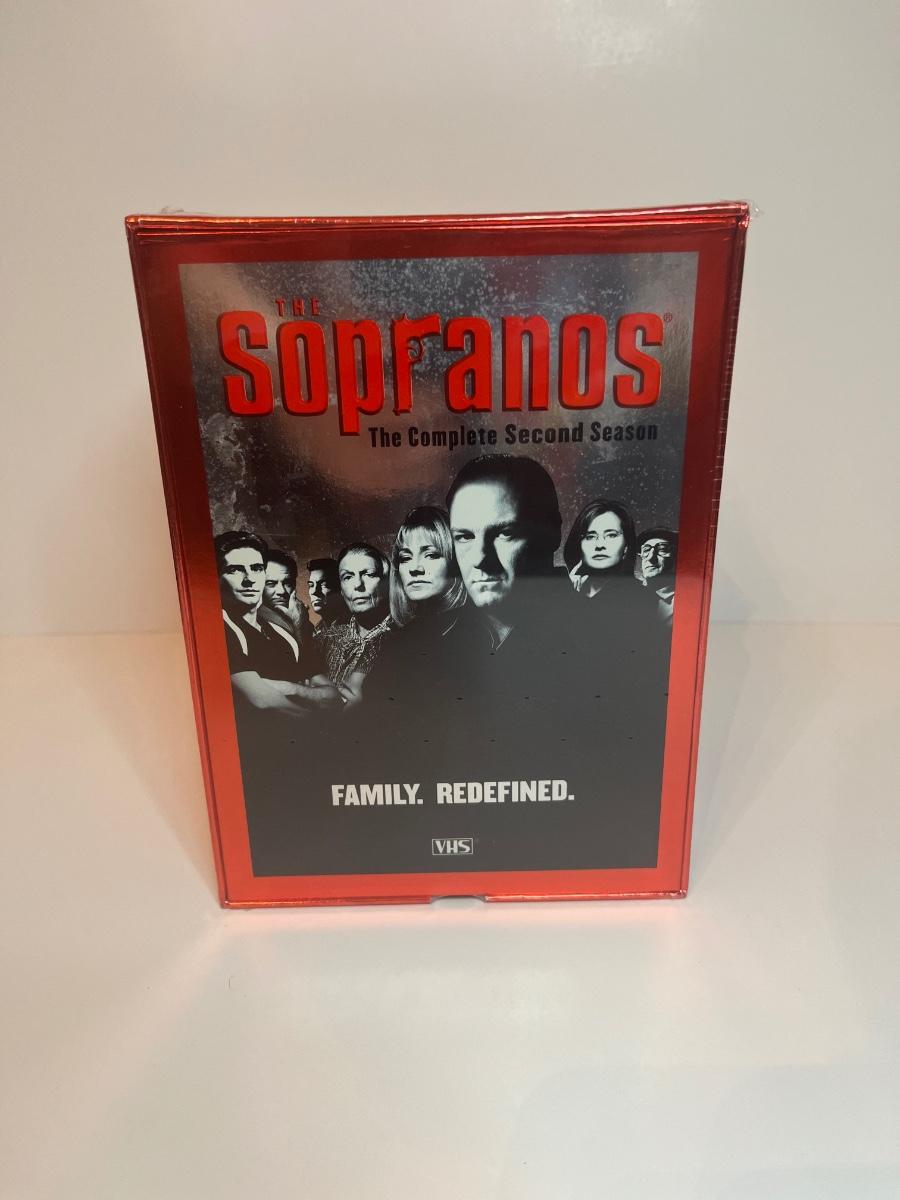 THE
Sopranos®
The Complete Second Season
FAMILY. REDEFINED.
VHS